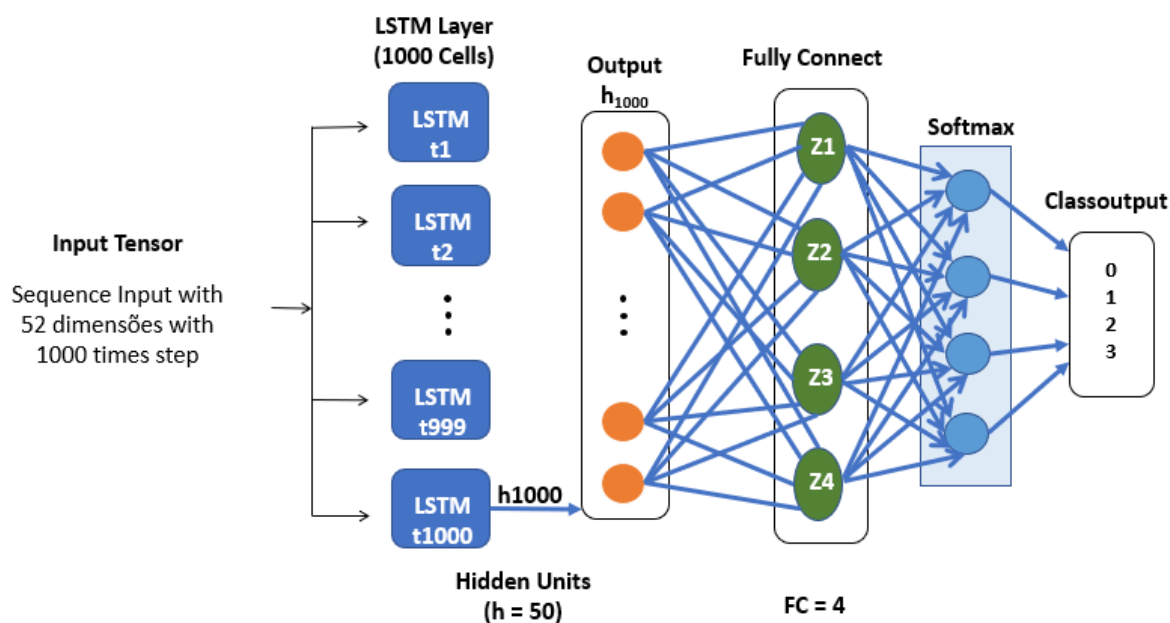 Input Tensor
Sequence Input with
52 dimensões with
1000 times step
LSTM Layer
(1000 Cells)
LSTM
t1
LSTM
t2
LSTM
t999
LSTM
t1000
h1000
Hidden Units
(h = 50)
Output
h1000
Fully Connect
Z1
Z2
Z3
Z4
FC = 4
Softmax
Classoutput
0
1
2
3